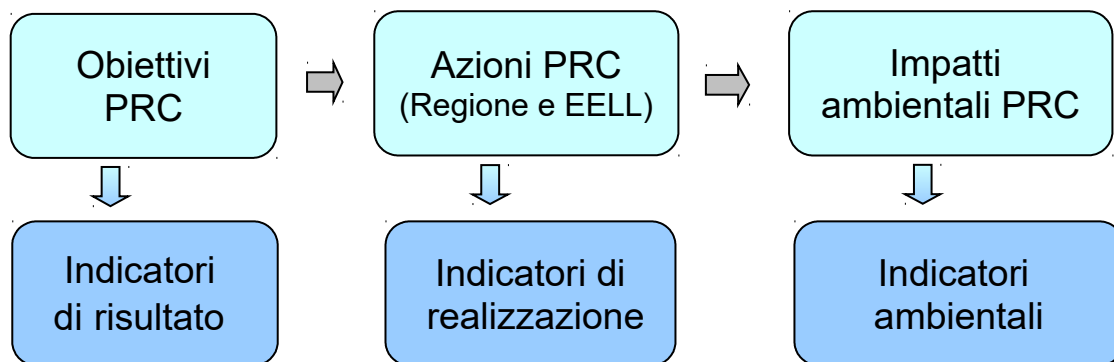 Obiettivi
PRC
Azioni PRC
(Regione e EELL)
Impatti
ambientali PRC
Indicatori
di risultato
Indicatori di
realizzazione
Indicatori
ambientali